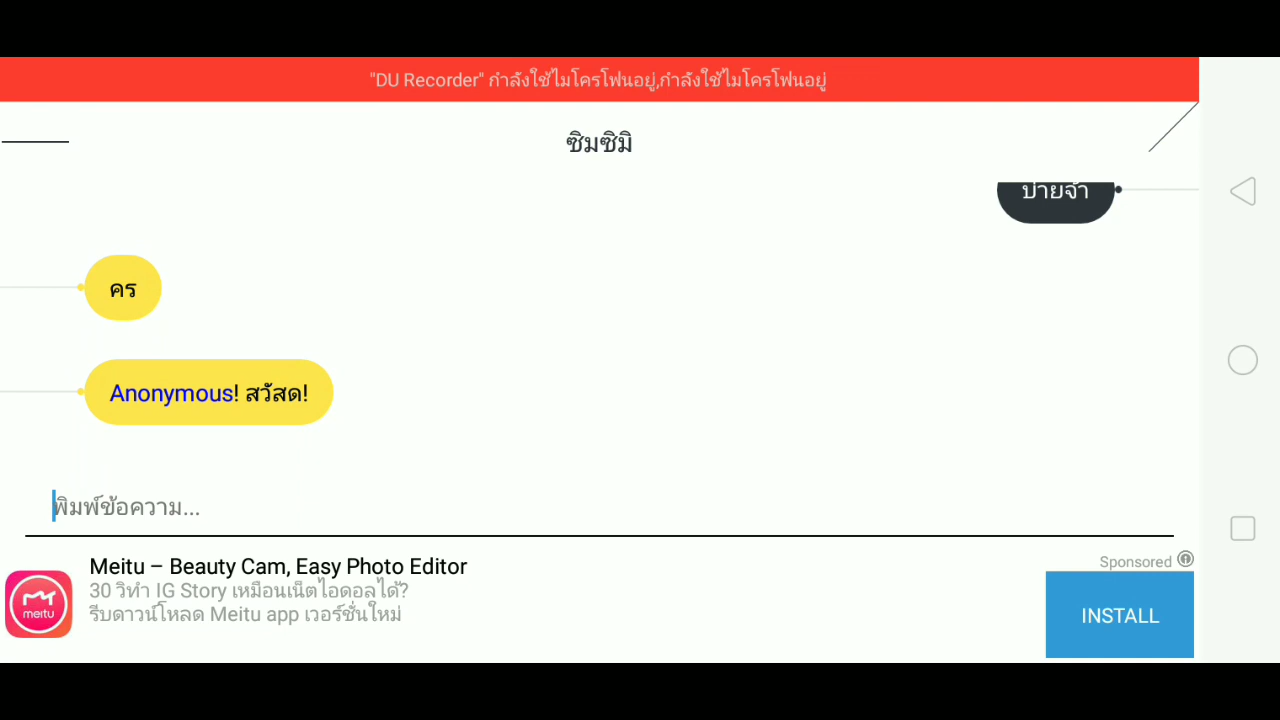 "DU Recorder" กำลังใช้ไมโครโฟนอยู่,กำลังใช้ไมโครโฟนอยู่
ซิมซิมิ
บ่ายจ้า
คร
Anonymous! สวัสด!
พิมพ์ข้อความ...
Meitu – Beauty Cam, Easy Photo Editor
30 วิทำ IG Story เหมือนเน็ตไอดอลได้?
รีบดาวน์โหลด Meitu app เวอร์ชั่นใหม่
Sponsored
INSTALL
meitu